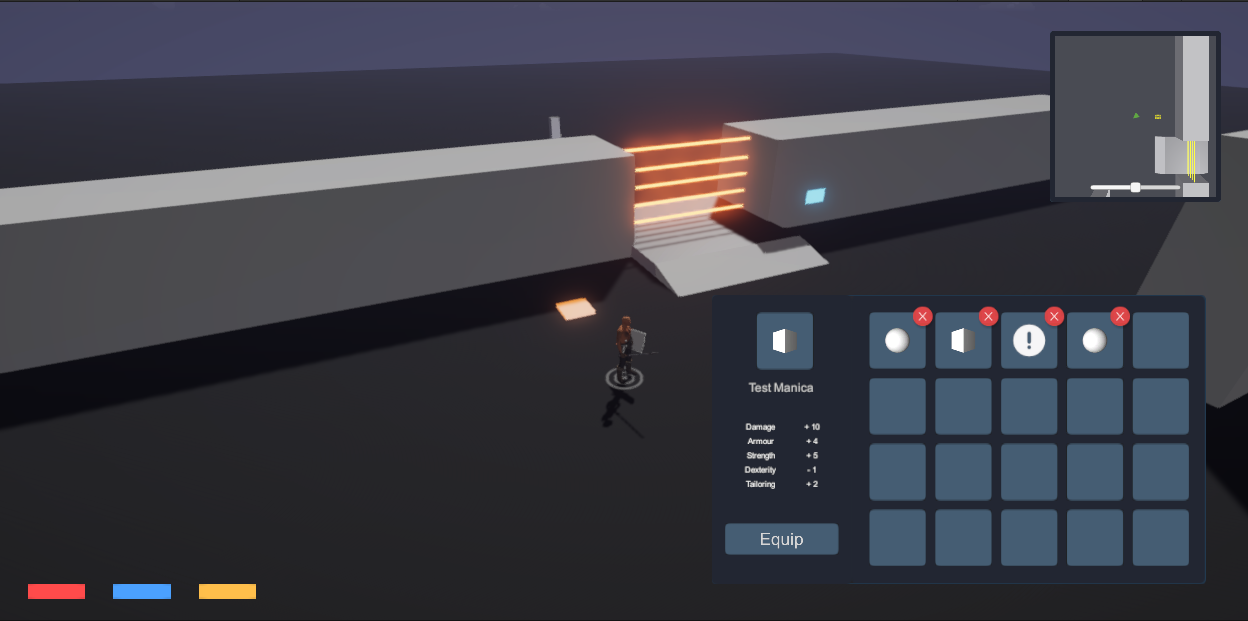 Test Manica
Damage + 10
Armour + 4
Strength + 5
Dexterity - 1
Tailoring + 2
Equip
!